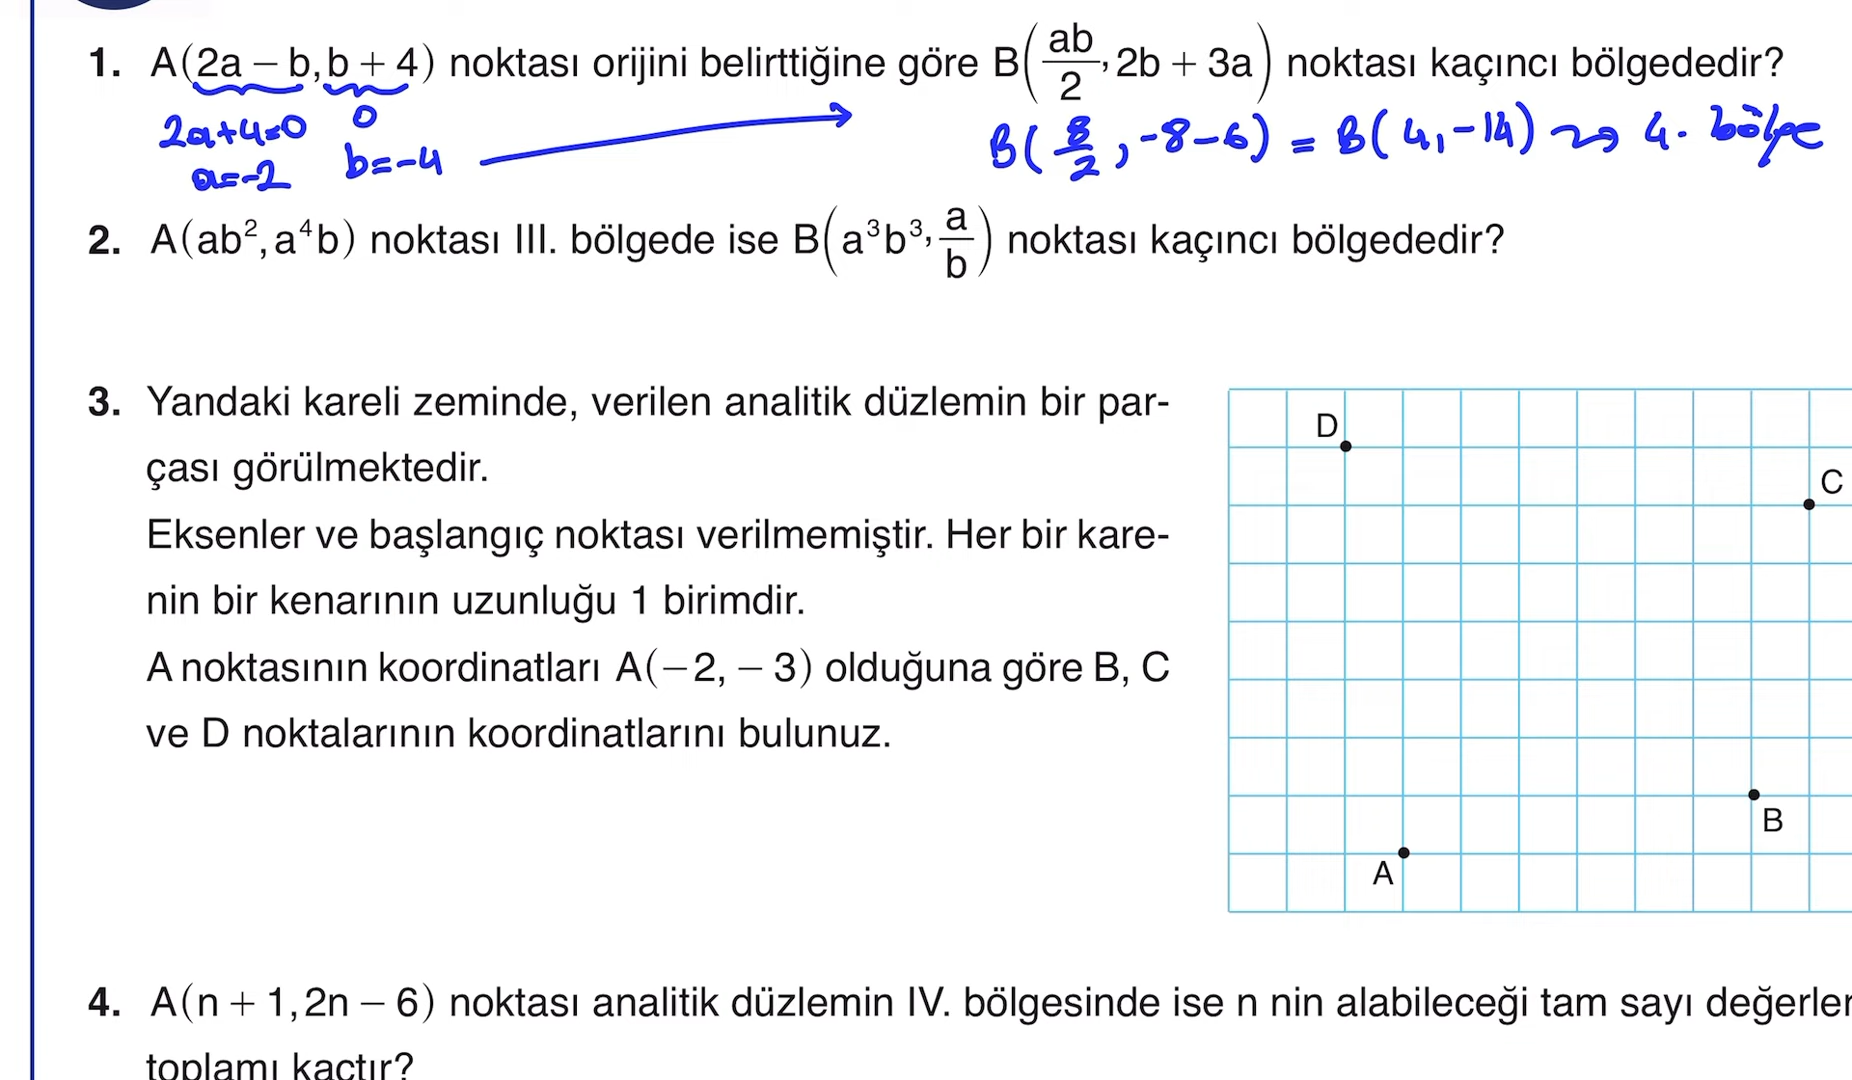 1. A(2a − b, b + 4) noktası orijini belirttiğine göre B(ab/2, 2b + 3a) noktası kaçıncı bölgededir?
2a+4=0 0
a=-2 b=-4 B(8/2, -8-6) = B(4, -14) 4. bölge
2. A(ab², a⁴b) noktası III. bölgede ise B(a³b³, a/b) noktası kaçıncı bölgededir?
3. Yandaki kareli zeminde, verilen analitik düzlemin bir par-
çası görülmektedir.
Eksenler ve başlangıç noktası verilmemiştir. Her bir kare-
nin bir kenarının uzunluğu 1 birimdir.
A noktasının koordinatları A(−2, − 3) olduğuna göre B, C
ve D noktalarının koordinatlarını bulunuz.
D
C
B
A
4. A(n + 1, 2n − 6) noktası analitik düzlemin IV. bölgesinde ise n nin alabileceği tam sayı değerler
toplamı kaçtır?